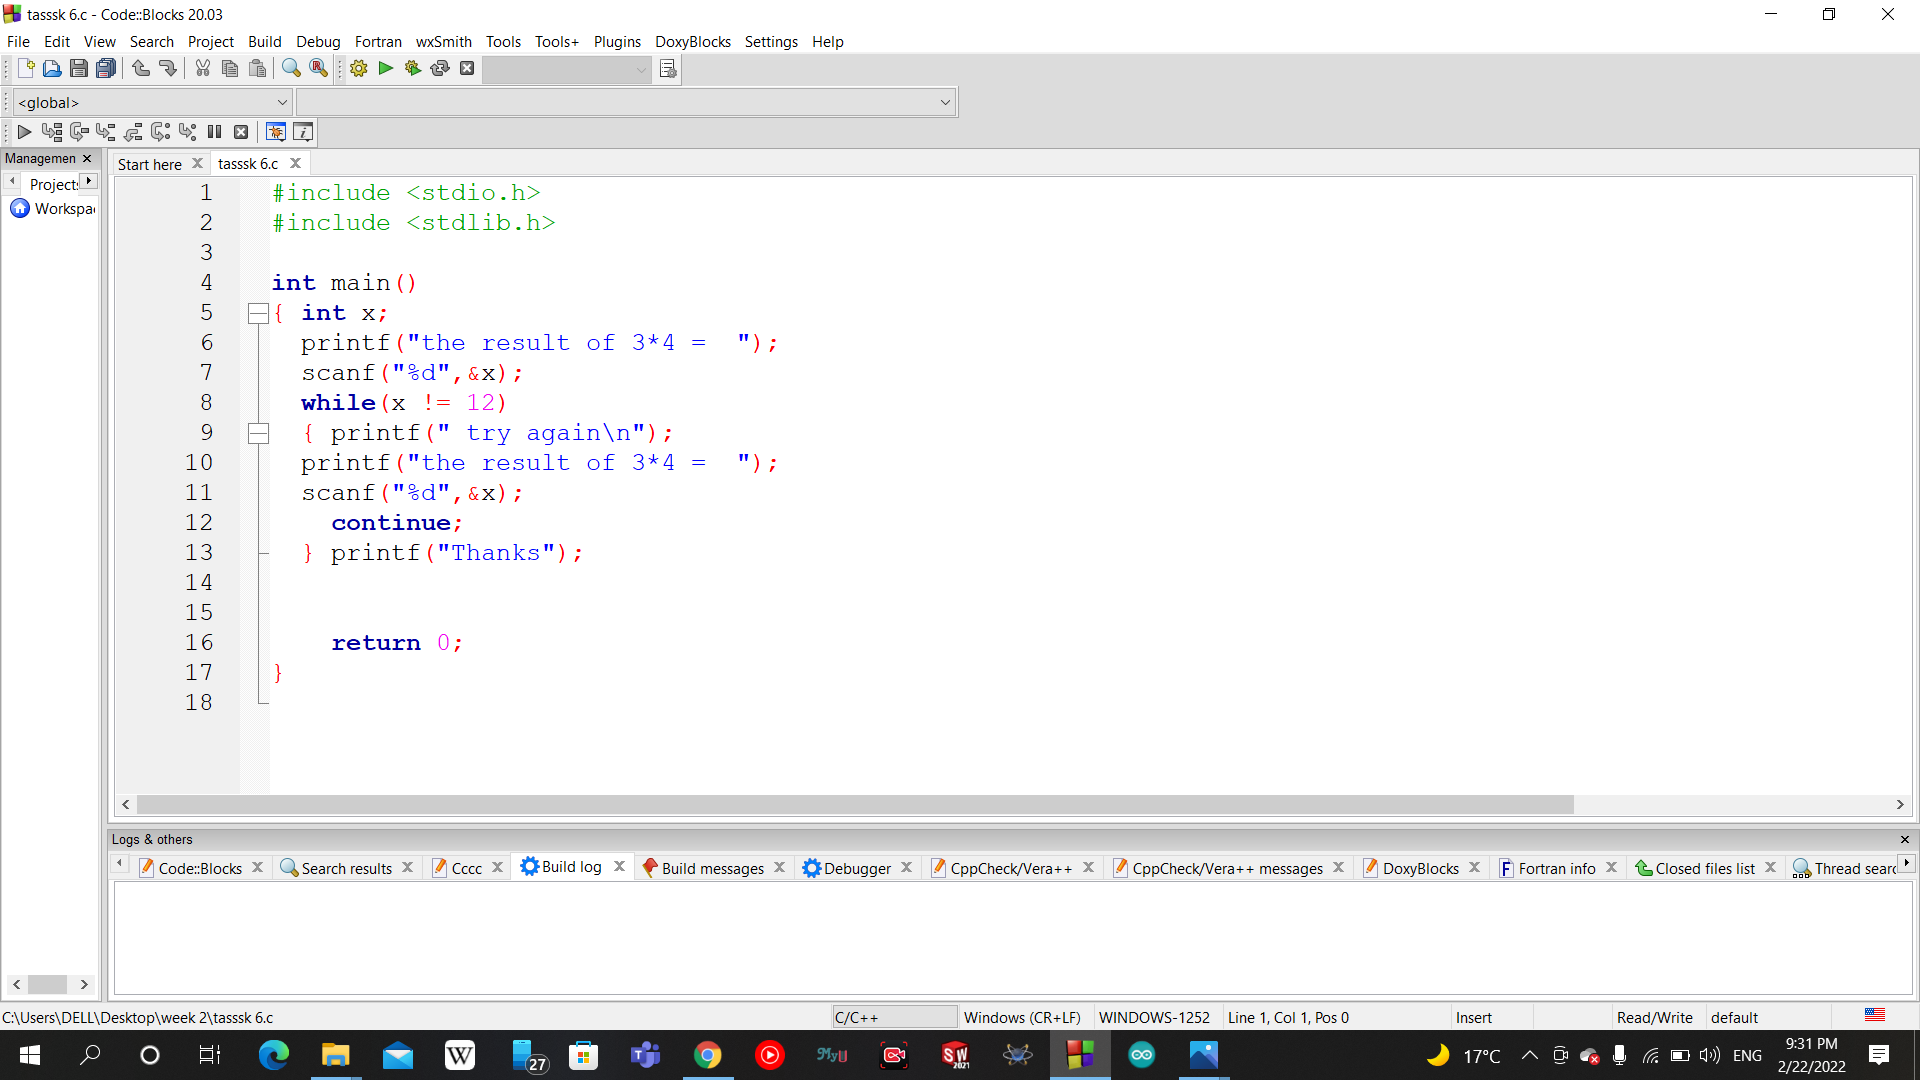 tasssk 6.c - Code::Blocks 20.03
File Edit View Search Project Build Debug Fortran wxSmith Tools Tools+ Plugins DoxyBlocks Settings Help
<global>
Managemen
Start here tasssk 6.c
Projects
Workspa
1 #include <stdio.h>
2 #include <stdlib.h>
3
4 int main()
5 { int x;
6 printf("the result of 3*4 =  ");
7 scanf("%d",&x);
8 while(x != 12)
9 { printf(" try again\n");
10 printf("the result of 3*4 =  ");
11 scanf("%d",&x);
12 continue;
13 } printf("Thanks");
14
15
16 return 0;
17 }
18
Logs & others
Code::Blocks Search results Cccc Build log Build messages Debugger CppCheck/Vera++ CppCheck/Vera++ messages DoxyBlocks Fortran info Closed files list Thread searc
C:\Users\DELL\Desktop\week 2\tasssk 6.c C/C++ Windows (CR+LF) WINDOWS-1252 Line 1, Col 1, Pos 0 Insert Read/Write default
W 27 MyU SW 2021 17°C ENG 9:31 PM
2/22/2022